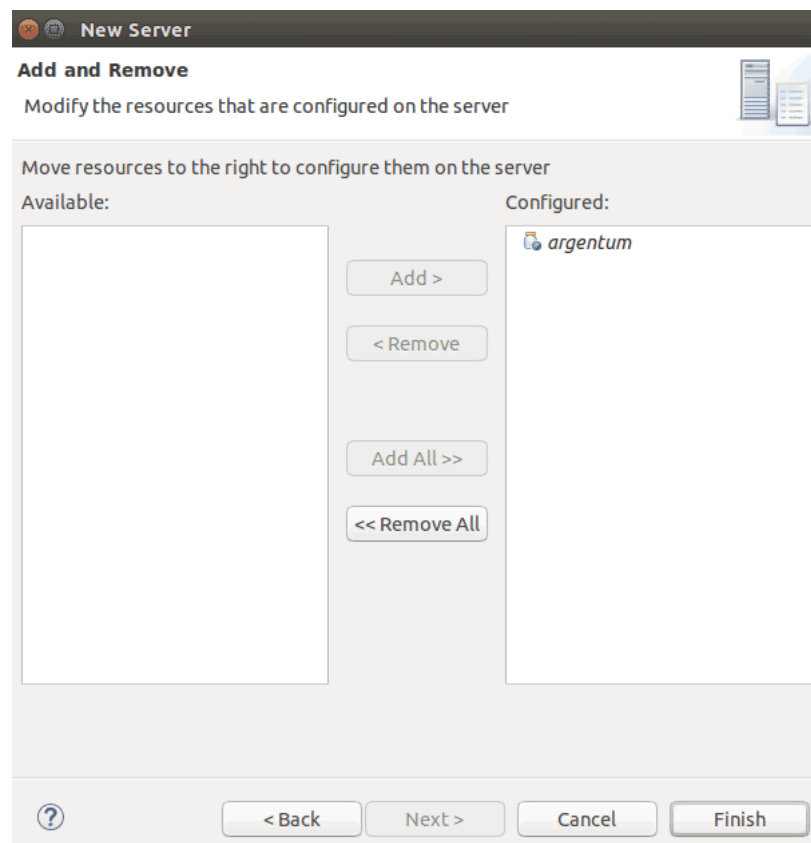 New Server
Add and Remove
Modify the resources that are configured on the server
Move resources to the right to configure them on the server
Available:
Configured:
argentum
Add >
< Remove
Add All >>
<< Remove All
?
< Back
Next >
Cancel
Finish